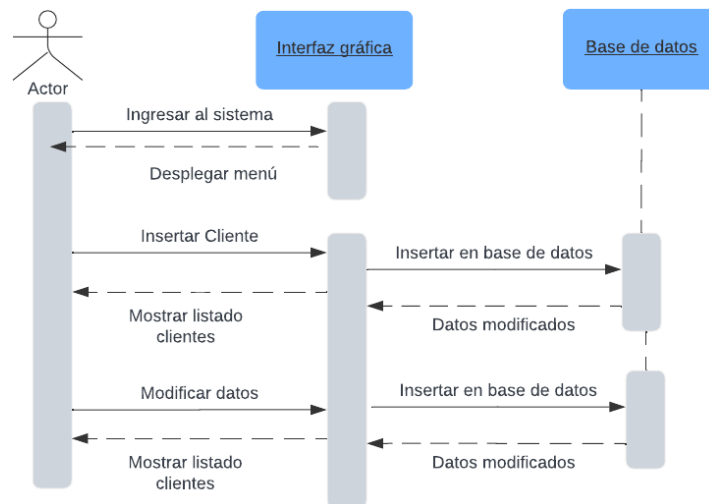 Interfaz gráfica
Base de datos
Actor
Ingresar al sistema
Desplegar menú
Insertar Cliente
Insertar en base de datos
Mostrar listado
clientes
Datos modificados
Modificar datos
Insertar en base de datos
Mostrar listado
clientes
Datos modificados